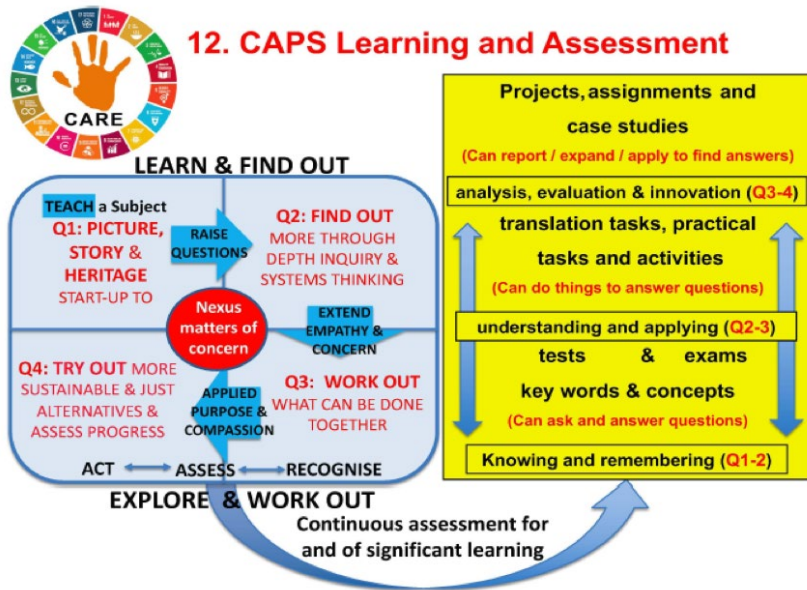 12. CAPS Learning and Assessment
CARE
LEARN & FIND OUT
TEACH a Subject
Q1: PICTURE,
STORY &
HERITAGE
START-UP TO
RAISE
QUESTIONS
Q2: FIND OUT
MORE THROUGH
DEPTH INQUIRY &
SYSTEMS THINKING
Nexus
matters of
concern
EXTEND
EMPATHY &
CONCERN
Q4: TRY OUT MORE
SUSTAINABLE & JUST
ALTERNATIVES &
ASSESS PROGRESS
APPLIED
PURPOSE &
COMPASSION
Q3: WORK OUT
WHAT CAN BE DONE
TOGETHER
ACT
ASSESS
RECOGNISE
EXPLORE & WORK OUT
Continuous assessment for
and of significant learning
Projects, assignments and
case studies
(Can report / expand / apply to find answers)
analysis, evaluation & innovation (Q3-4)
translation tasks, practical
tasks and activities
(Can do things to answer questions)
understanding and applying (Q2-3)
tests & exams
key words & concepts
(Can ask and answer questions)
Knowing and remembering (Q1-2)